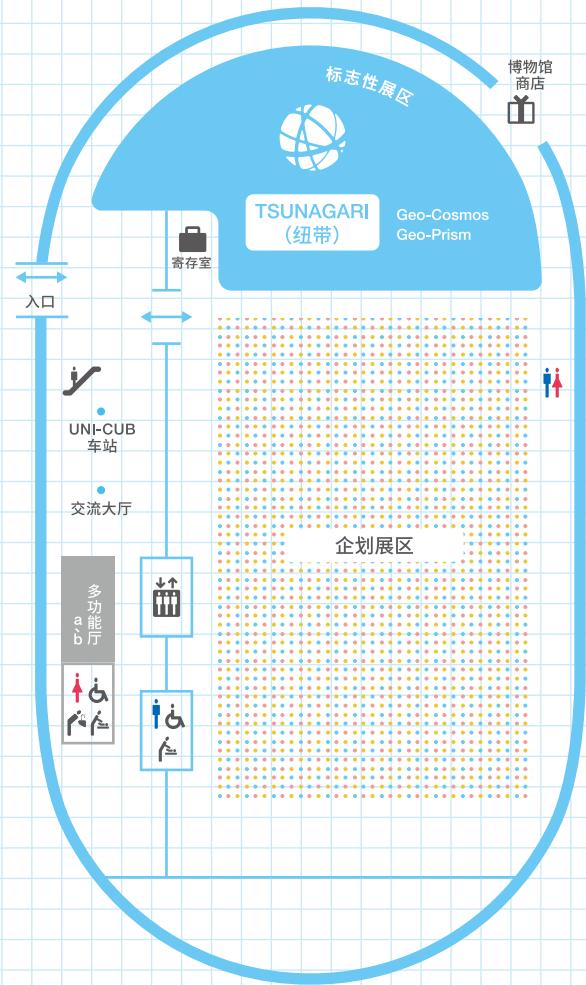 标志性展区
博物馆
商店
TSUNAGARI
（纽带）
Geo-Cosmos
Geo-Prism
寄存室
入口
UNI-CUB
车站
交流大厅
企划展区
多功能厅
a、b